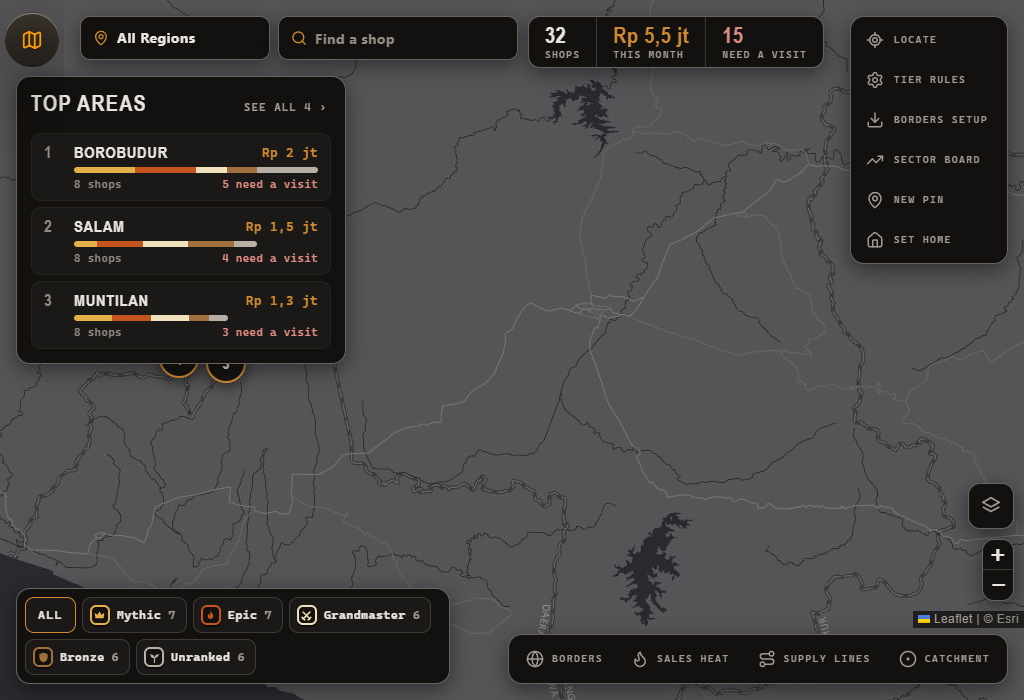 All Regions
Find a shop
32
SHOPS
Rp 5,5 jt
THIS MONTH
15
NEED A VISIT
LOCATE
TIER RULES
BORDERS SETUP
SECTOR BOARD
NEW PIN
SET HOME
TOP AREAS
SEE ALL 4 ›
1 BOROBUDUR Rp 2 jt
8 shops 5 need a visit
2 SALAM Rp 1,5 jt
8 shops 4 need a visit
3 MUNTILAN Rp 1,3 jt
8 shops 3 need a visit
+
−
Leaflet | © Esri
ALL
Mythic 7
Epic 7
Grandmaster 6
Bronze 6
Unranked 6
BORDERS
SALES HEAT
SUPPLY LINES
CATCHMENT